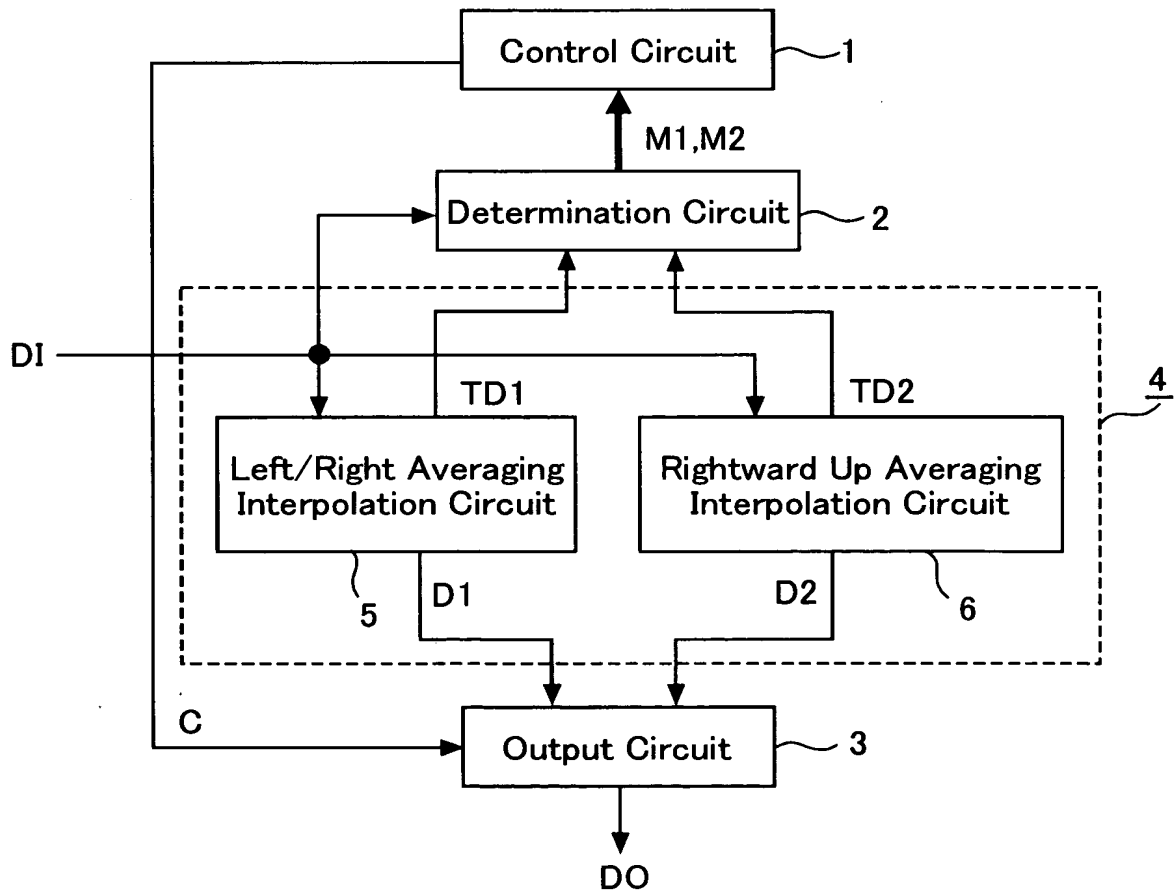 Control Circuit
1
M1,M2
Determination Circuit
2
DI
TD1
TD2
4
Left/Right Averaging
Interpolation Circuit
Rightward Up Averaging
Interpolation Circuit
5
D1
D2
6
C
Output Circuit
3
DO